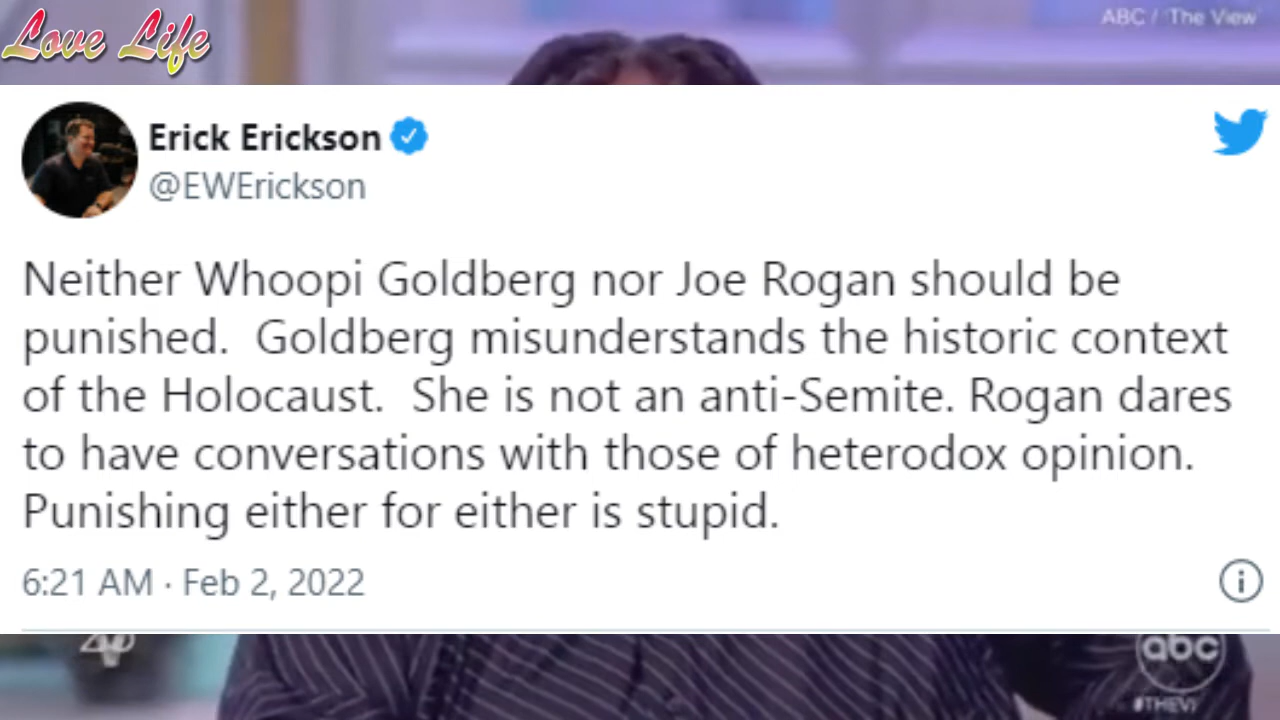 Love Life
ABC / 'The View'
Erick Erickson
@EWErickson
Neither Whoopi Goldberg nor Joe Rogan should be
punished.  Goldberg misunderstands the historic context
of the Holocaust.  She is not an anti-Semite. Rogan dares
to have conversations with those of heterodox opinion.
Punishing either for either is stupid.
6:21 AM · Feb 2, 2022
abc